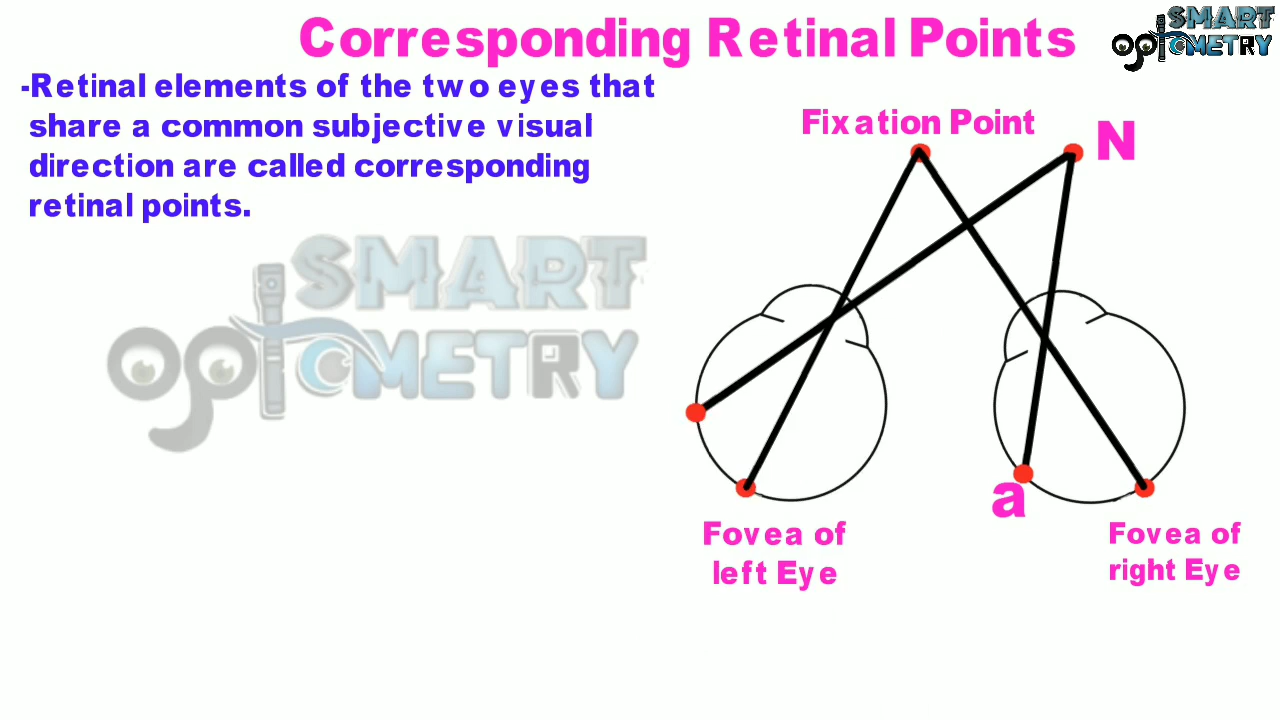 Corresponding Retinal Points
SMART
OPTOMETRY
-Retinal elements of the two eyes that
share a common subjective visual
direction are called corresponding
retinal points.
Fixation Point
N
SMART
OPTOMETRY
a
Fovea of
left Eye
Fovea of
right Eye